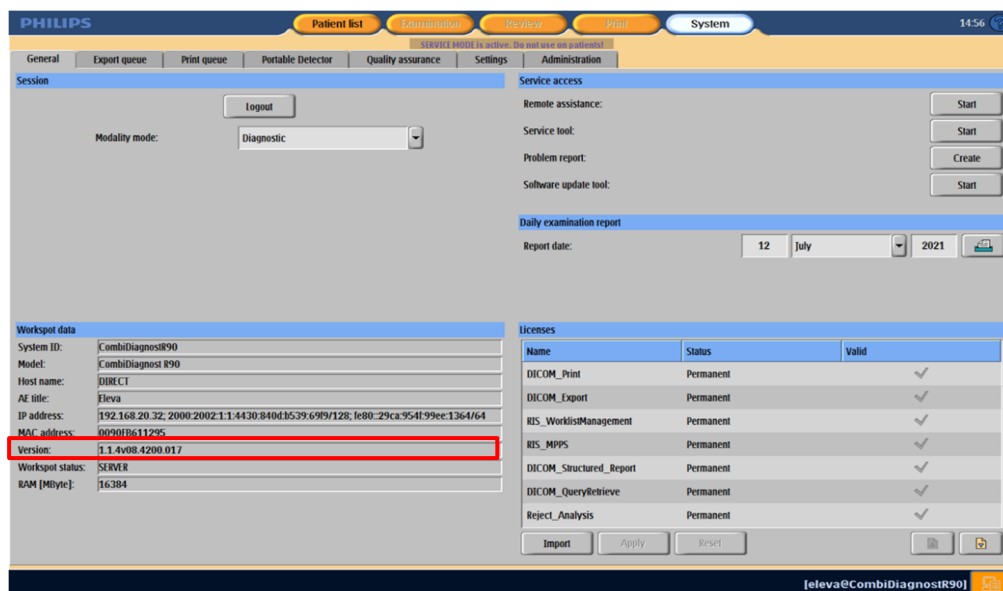 PHILIPS Patient list Examination Review Print System 14:56
SERVICE MODE is active. Do not use on patients!
General Export queue Print queue Portable Detector Quality assurance Settings Administration
Session
Logout
Modality mode: Diagnostic
Service access
Remote assistance: Start
Service tool: Start
Problem report: Create
Software update tool: Start
Daily examination report
Report date: 12 July 2021
Workspot data
System ID: CombiDiagnostR90
Model: CombiDiagnost R90
Host name: DIRECT
AE title: Eleva
IP address: 192.168.20.32; 2000:2002:1:1:4430:840d:b539:69f9/128; fe80::29ca:954f:99ee:1364/64
MAC address: 0090FB611295
Version: 1.1.4v08.4200.017
Workspot status: SERVER
RAM [MByte]: 16384
Licenses
Name Status Valid
DICOM_Print Permanent
DICOM_Export Permanent
RIS_WorklistManagement Permanent
RIS_MPPS Permanent
DICOM_Structured_Report Permanent
DICOM_QueryRetrieve Permanent
Reject_Analysis Permanent
Import Apply Reset
[eleva@CombiDiagnostR90]